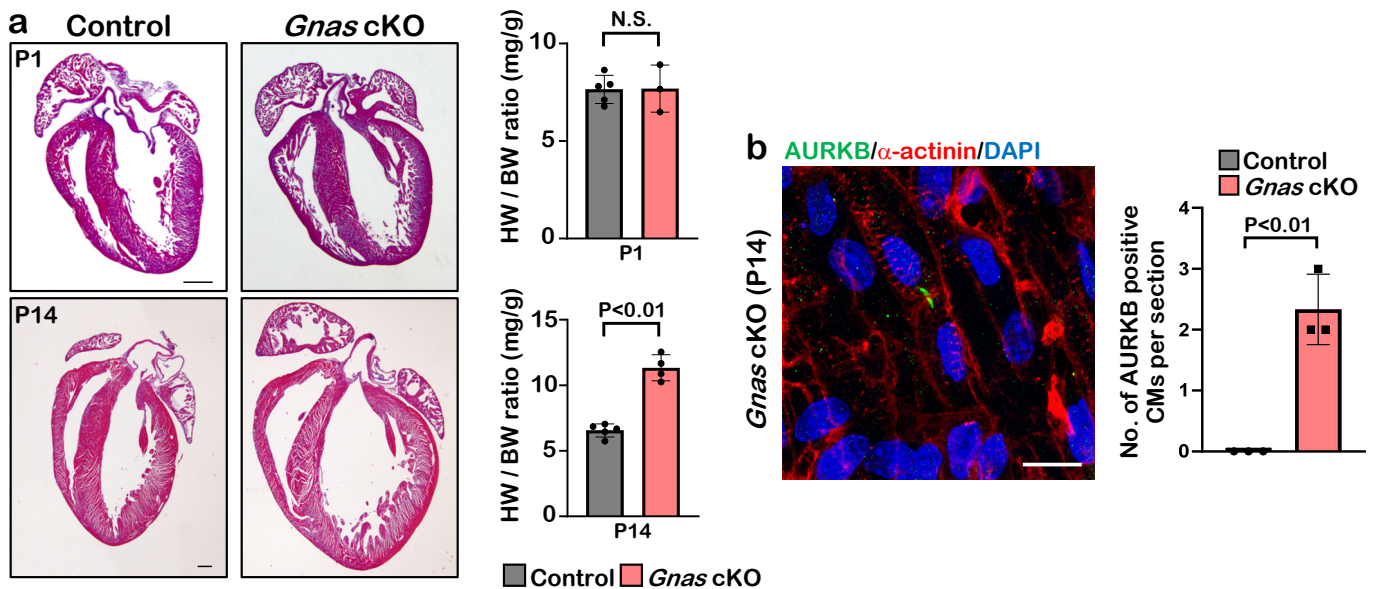 a
Control
Gnas cKO
P1
P14
HW / BW ratio (mg/g)
10
5
0
N.S.
P1
HW / BW ratio (mg/g)
15
10
5
0
P<0.01
P14
Control
Gnas cKO
b
AURKB/α-actinin/DAPI
Gnas cKO (P14)
Control
Gnas cKO
No. of AURKB positive
CMs per section
4
3
2
1
0
P<0.01